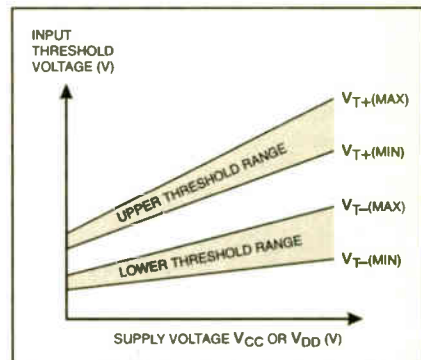 INPUT
THRESHOLD
VOLTAGE (V)
VT+(MAX)
UPPER THRESHOLD RANGE
VT+(MIN)
VT–(MAX)
LOWER THRESHOLD RANGE
VT–(MIN)
SUPPLY VOLTAGE VCC OR VDD (V)